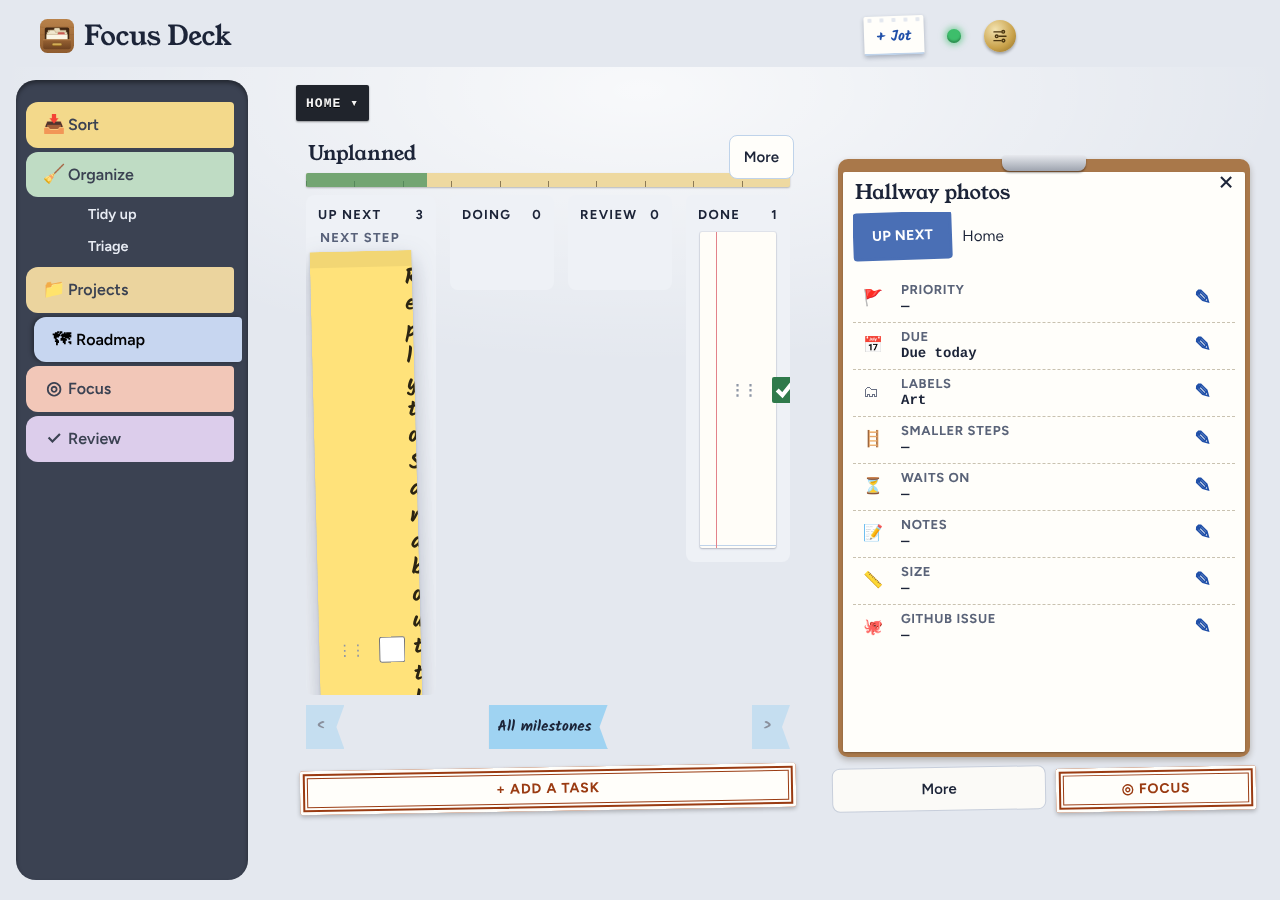 Focus Deck
+ Jot
Sort
Organize
Tidy up
Triage
Projects
Roadmap
Focus
Review
HOME ▾
Unplanned
More
UP NEXT 3
NEXT STEP
DOING 0
REVIEW 0
DONE 1
<
All milestones
>
+ ADD A TASK
Hallway photos
✕
UP NEXT
Home
PRIORITY
—
DUE
Due today
LABELS
Art
SMALLER STEPS
—
WAITS ON
—
NOTES
—
SIZE
—
GITHUB ISSUE
—
More
◎ FOCUS